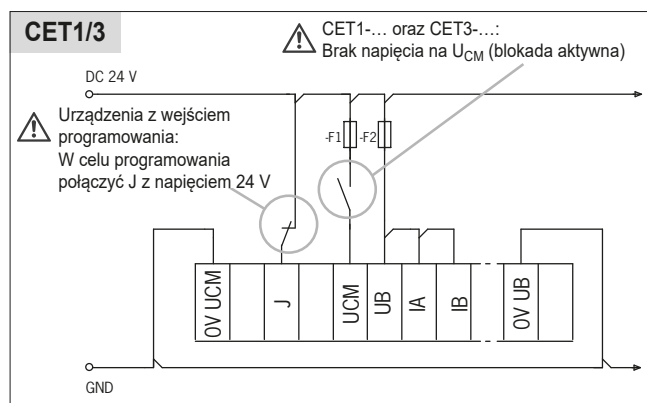 CET1/3
CET1-... oraz CET3-...:
Brak napięcia na UCM (blokada aktywna)
DC 24 V
Urządzenia z wejściem
programowania:
W celu programowania
połączyć J z napięciem 24 V
-F1
-F2
0V UCM
J
UCM
UB
IA
IB
0V UB
GND